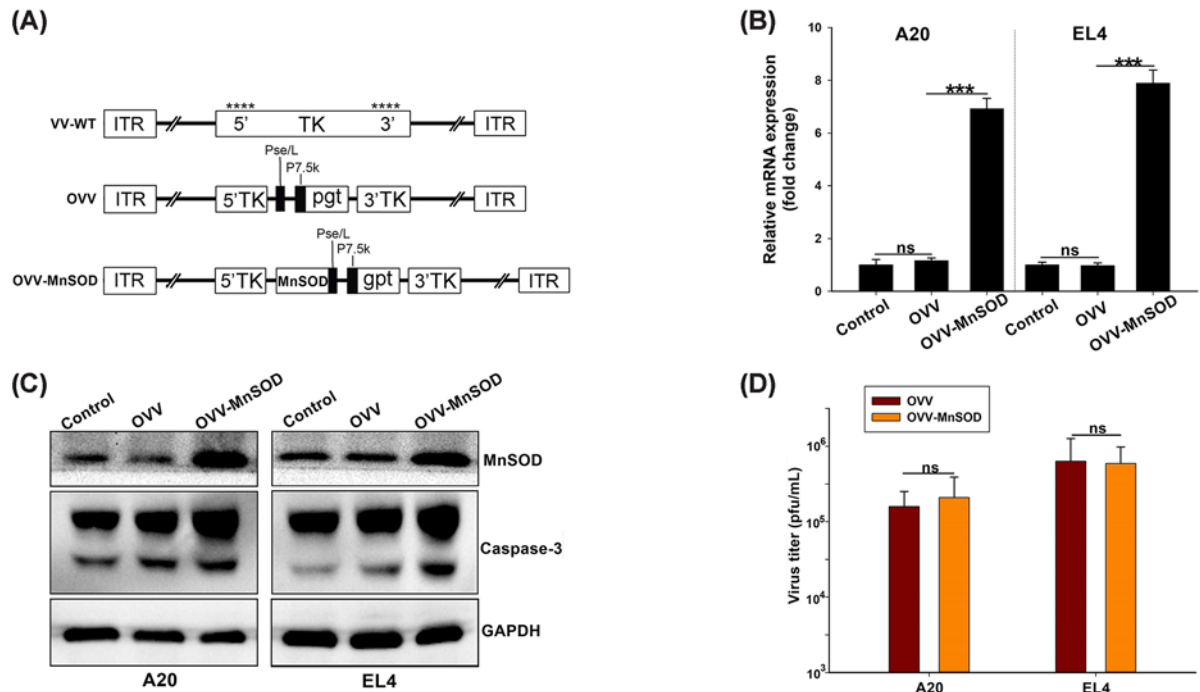 (A)
**** ****
VV-WT ITR 5' TK 3' ITR
Pse/L
P7.5k
OVV ITR 5'TK pgt 3'TK ITR
Pse/L
P7.5k
OVV-MnSOD ITR 5'TK MnSOD gpt 3'TK ITR
(B)
A20 EL4
Relative mRNA expression
(fold change)
10
8
6
4
2
0
ns *** ns ***
Control OVV OVV-MnSOD Control OVV OVV-MnSOD
(C)
Control OVV OVV-MnSOD Control OVV OVV-MnSOD
MnSOD
Caspase-3
GAPDH
A20 EL4
(D)
OVV
OVV-MnSOD
Virus titer (pfu/mL)
10⁶
10⁵
10⁴
10³
ns ns
A20 EL4